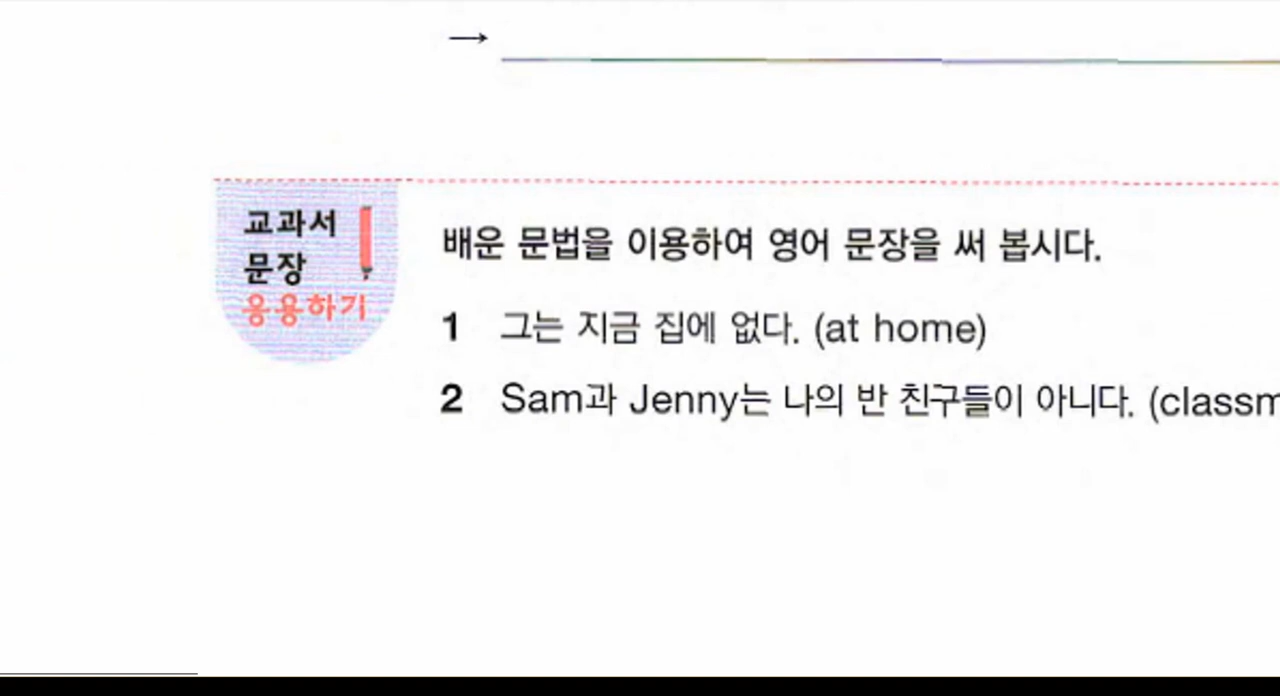 →
교과서
문장
응용하기
배운 문법을 이용하여 영어 문장을 써 봅시다.
1 그는 지금 집에 없다. (at home)
2 Sam과 Jenny는 나의 반 친구들이 아니다. (classm